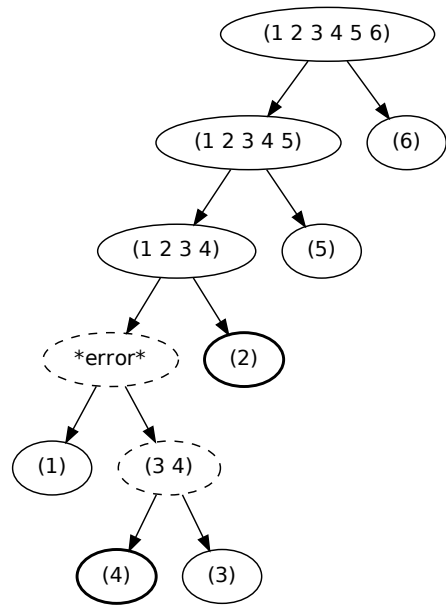 (1 2 3 4 5 6)
(1 2 3 4 5)
(6)
(1 2 3 4)
(5)
*error*
(2)
(1)
(3 4)
(4)
(3)